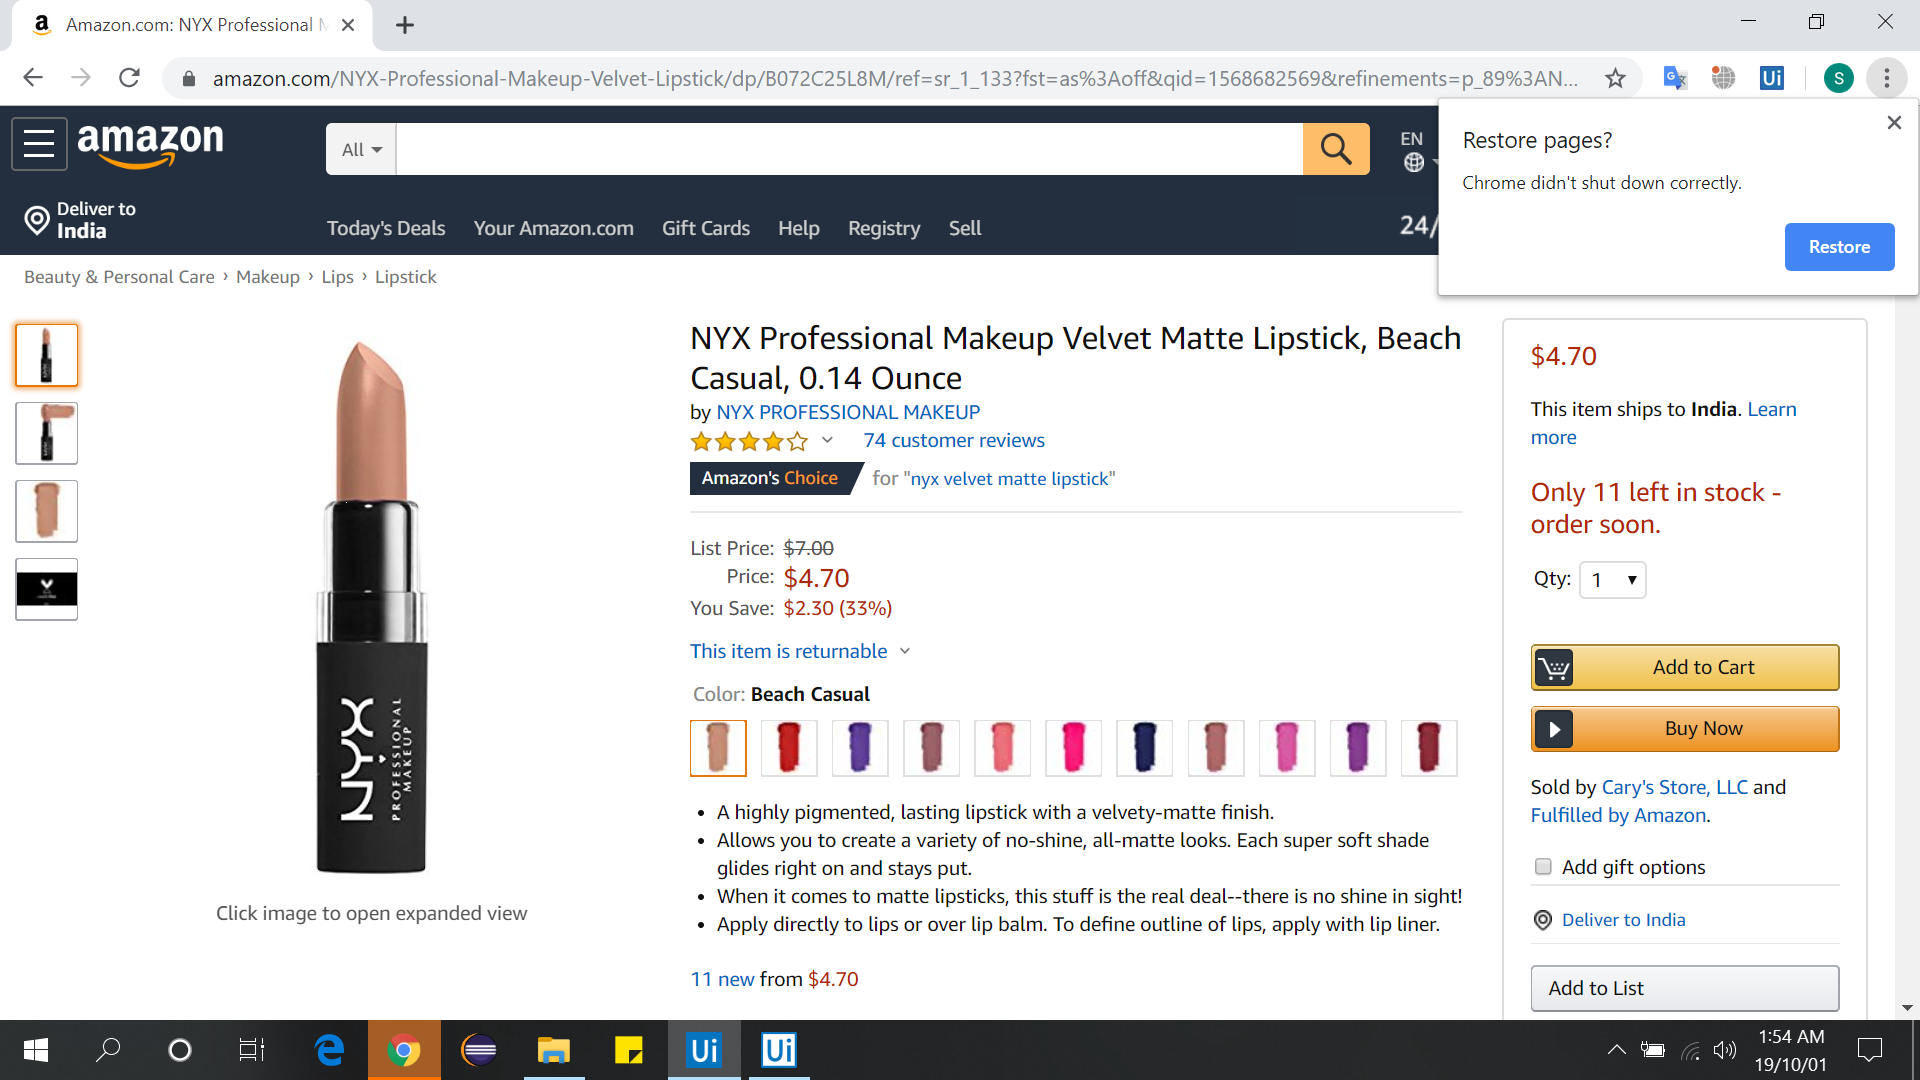 Amazon.com: NYX Professional M
amazon.com/NYX-Professional-Makeup-Velvet-Lipstick/dp/B072C25L8M/ref=sr_1_133?fst=as%3Aoff&qid=1568682569&refinements=p_89%3AN...
Ui
S
Restore pages?
Chrome didn't shut down correctly.
Restore
amazon
All
EN
Deliver to
India
Today's Deals
Your Amazon.com
Gift Cards
Help
Registry
Sell
24/
Beauty & Personal Care › Makeup › Lips › Lipstick
NYX
PROFESSIONAL
MAKEUP
Click image to open expanded view
NYX Professional Makeup Velvet Matte Lipstick, Beach
Casual, 0.14 Ounce
by NYX PROFESSIONAL MAKEUP
74 customer reviews
Amazon's Choice for "nyx velvet matte lipstick"
List Price: $7.00
Price: $4.70
You Save: $2.30 (33%)
This item is returnable
Color: Beach Casual
• A highly pigmented, lasting lipstick with a velvety-matte finish.
• Allows you to create a variety of no-shine, all-matte looks. Each super soft shade
glides right on and stays put.
• When it comes to matte lipsticks, this stuff is the real deal--there is no shine in sight!
• Apply directly to lips or over lip balm. To define outline of lips, apply with lip liner.
11 new from $4.70
$4.70
This item ships to India. Learn
more
Only 11 left in stock -
order soon.
Qty: 1
Add to Cart
Buy Now
Sold by Cary's Store, LLC and
Fulfilled by Amazon.
Add gift options
Deliver to India
Add to List
Ui
Ui
1:54 AM
19/10/01